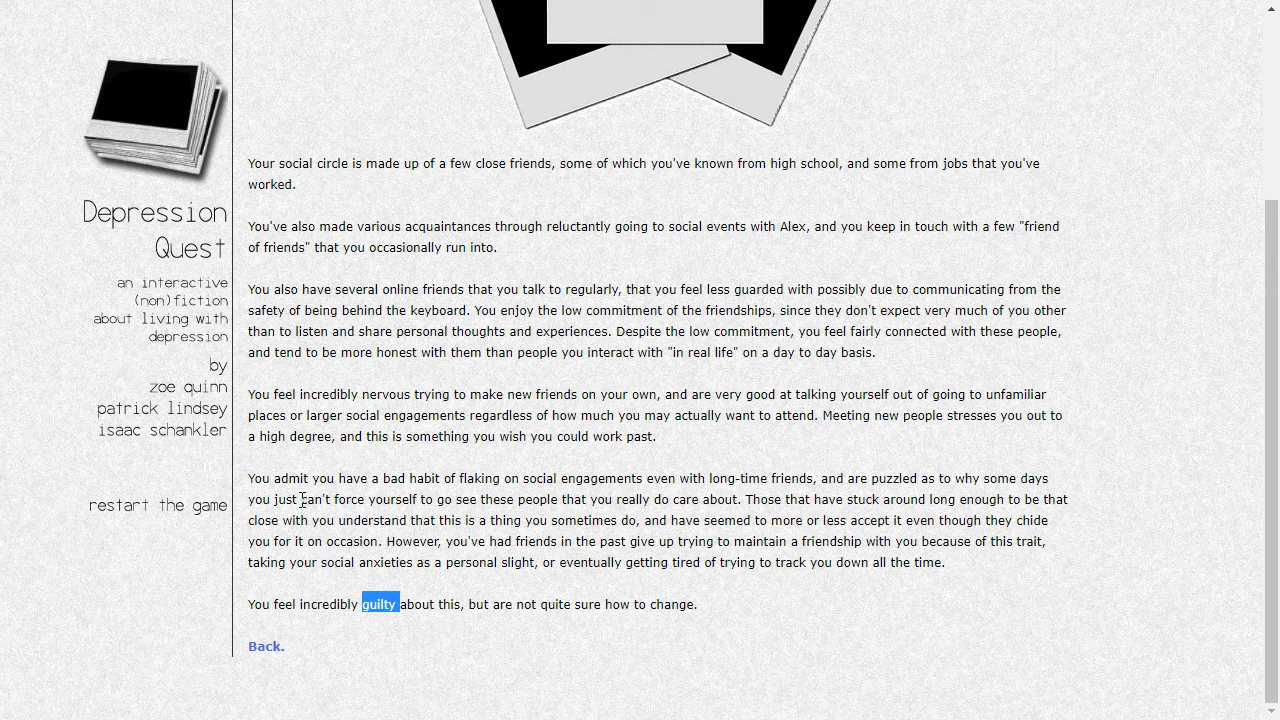 Depression
Quest
an interactive
(non)fiction
about living with
depression
by
zoe quinn
patrick lindsey
isaac schankler
restart the game
Your social circle is made up of a few close friends, some of which you've known from high school, and some from jobs that you've
worked.
You've also made various acquaintances through reluctantly going to social events with Alex, and you keep in touch with a few "friend
of friends" that you occasionally run into.
You also have several online friends that you talk to regularly, that you feel less guarded with possibly due to communicating from the
safety of being behind the keyboard. You enjoy the low commitment of the friendships, since they don't expect very much of you other
than to listen and share personal thoughts and experiences. Despite the low commitment, you feel fairly connected with these people,
and tend to be more honest with them than people you interact with "in real life" on a day to day basis.
You feel incredibly nervous trying to make new friends on your own, and are very good at talking yourself out of going to unfamiliar
places or larger social engagements regardless of how much you may actually want to attend. Meeting new people stresses you out to
a high degree, and this is something you wish you could work past.
You admit you have a bad habit of flaking on social engagements even with long-time friends, and are puzzled as to why some days
you just can't force yourself to go see these people that you really do care about. Those that have stuck around long enough to be that
close with you understand that this is a thing you sometimes do, and have seemed to more or less accept it even though they chide
you for it on occasion. However, you've had friends in the past give up trying to maintain a friendship with you because of this trait,
taking your social anxieties as a personal slight, or eventually getting tired of trying to track you down all the time.
You feel incredibly guilty about this, but are not quite sure how to change.
Back.